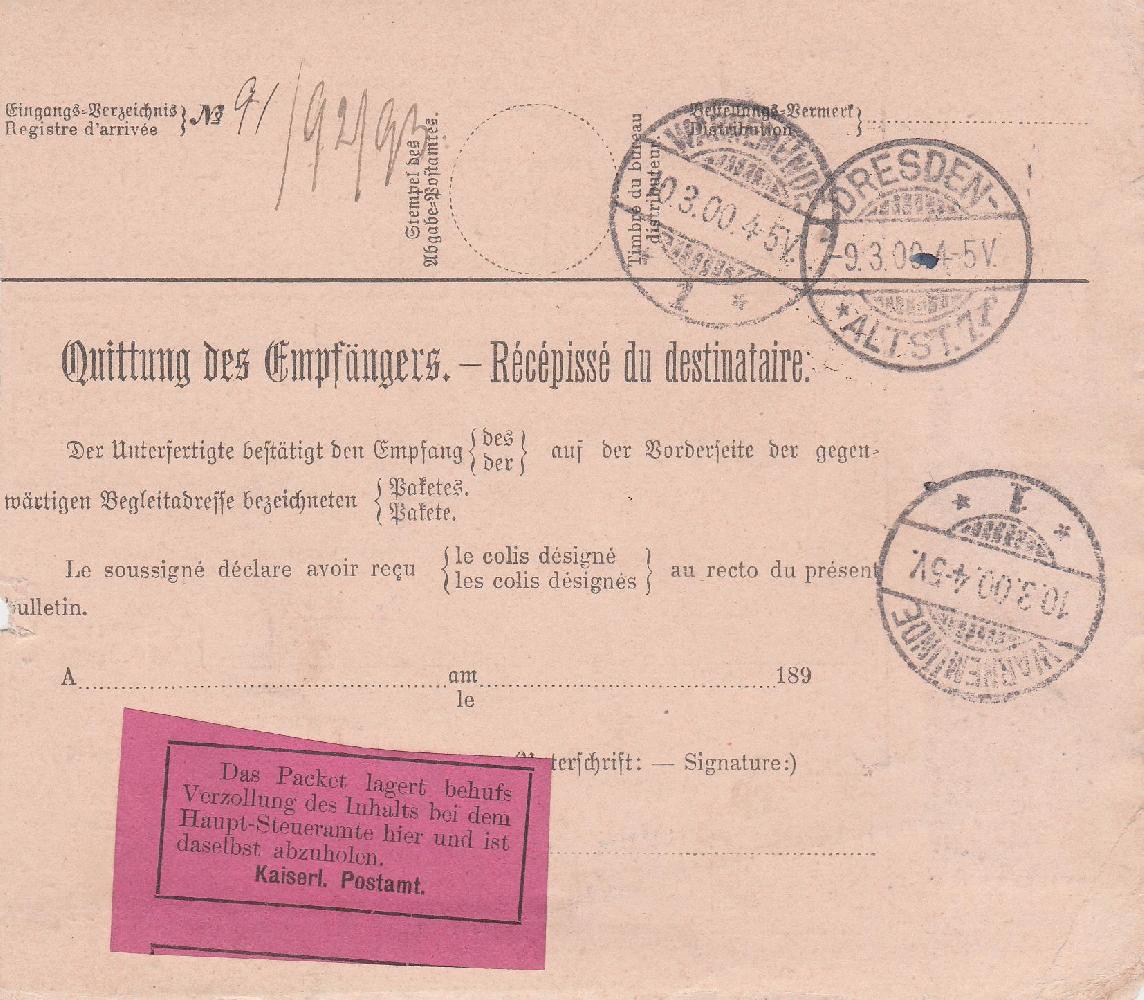 Eingangs-Verzeichnis} № 91/92/93
Registre d'arrivée
Stempel des
Abgabe-Postamtes.
Timbre du bureau
distributeur
Bestellungs-Vermerk}
Distribution
WARNEMÜNDE
10.3.00.4-5V.
* 1 *
DRESDEN-
-9.3.00.4-5V.
*ALTST.7f
Quittung des Empfängers. — Récépissé du destinataire:
Der Unterfertigte bestätigt den Empfang {des / der} auf der Vorderseite der gegen-
wärtigen Begleitadresse bezeichneten {Paketes. / Pakete.
Le soussigné déclare avoir reçu {le colis désigné / les colis désignés} au recto du présent
bulletin.
* 1 *
10.3.00.4-5V.
WARNEMÜNDE
A am 189
le
(Unterschrift: — Signature:)
Das Packet lagert behufs
Verzollung des Inhalts bei dem
Haupt-Steueramte hier und ist
daselbst abzuholen.
Kaiserl. Postamt.